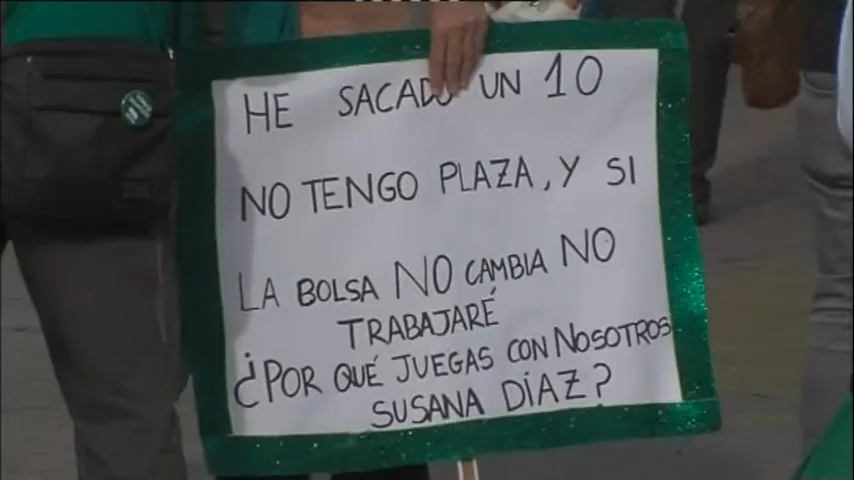 HE SACADO UN 10
NO TENGO PLAZA, Y SI
LA BOLSA NO CAMBIA NO
TRABAJARÉ
¿POR QUÉ JUEGAS CON NOSOTROS
SUSANA DÍAZ?